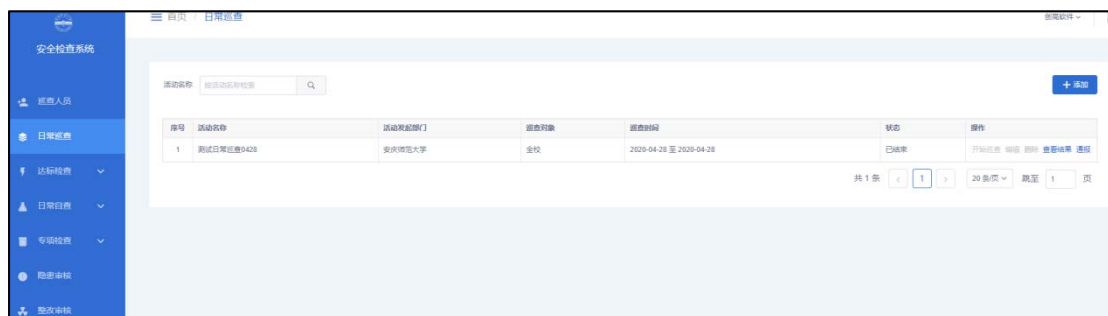 首页 / 日常巡查
创高软件
安全检查系统
巡查人员
日常巡查
达标检查
日常自查
专项检查
隐患审核
整改审核
活动名称 按活动名称检索
+ 添加
序号 活动名称 活动发起部门 巡查对象 巡查时间 状态 操作
1 测试日常巡查0428 安庆师范大学 全校 2020-04-28 至 2020-04-28 已结束 开始巡查 编辑 删除 查看结果 通报
共 1 条 < 1 > 20 条/页 跳至 1 页